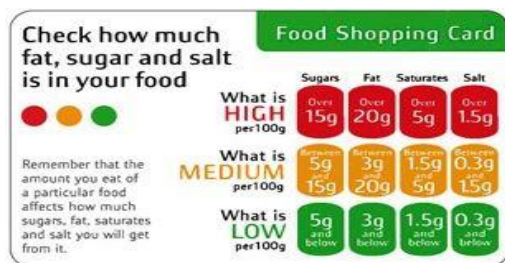 Check how much
fat, sugar and salt
is in your food
Food Shopping Card
Sugars Fat Saturates Salt
What is
HIGH
per100g
Over
15g
Over
20g
Over
5g
Over
1.5g
What is
MEDIUM
per100g
Between
5g
and
15g
Between
3g
and
20g
Between
1.5g
and
5g
Between
0.3g
and
1.5g
What is
LOW
per100g
5g
and
below
3g
and
below
1.5g
and
below
0.3g
and
below
Remember that the
amount you eat of
a particular food
affects how much
sugars, fat, saturates
and salt you will get
from it.